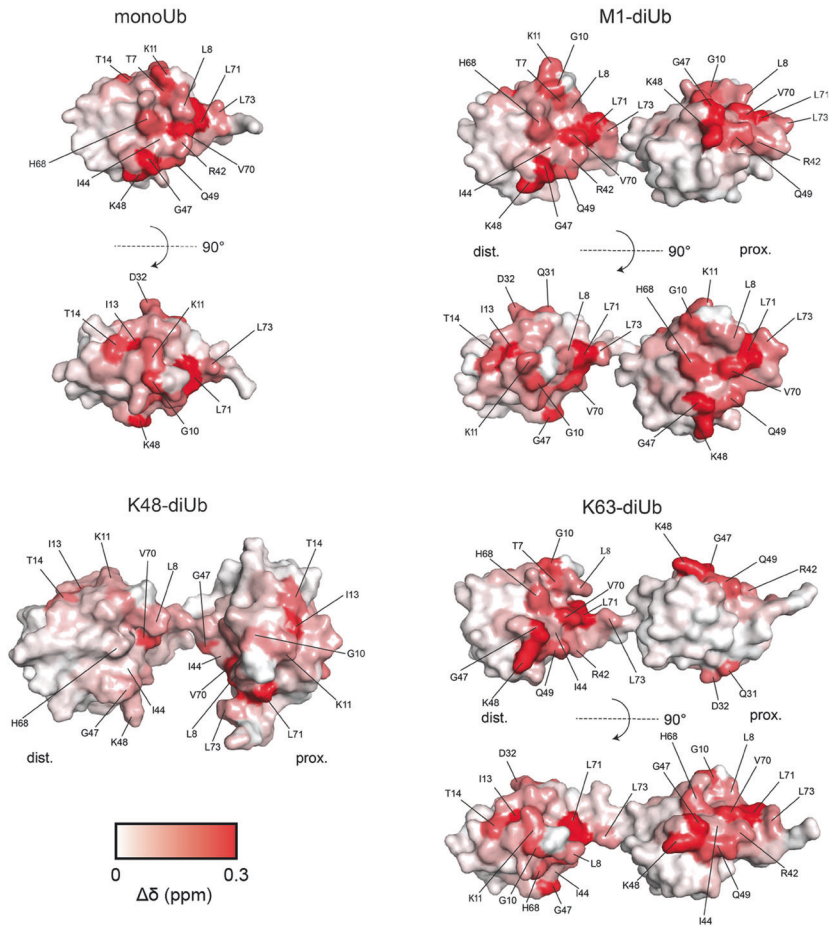 monoUb
K11
T14
T7
L8
L71
L73
H68
V70
R42
Q49
K48
G47
90°
D32
I13
K11
T14
L73
L71
G10
K48
M1-diUb
K11
G10
T7
H68
L8
L71
L73
I44
R42
V70
K48
Q49
G47
G47
G10
L8
K48
V70
L71
L73
R42
Q49
dist.
90°
prox.
D32
Q31
I13
L8
T14
L71
L73
K11
V70
G10
G47
K11
G10
H68
L8
L71
L73
V70
G47
Q49
K48
K48-diUb
K11
I13
V70
T14
L8
G47
T14
I13
G10
I44
V70
K11
H68
I44
G47
L8
K48
L73
L71
dist.
prox.
K63-diUb
G10
T7
H68
L8
V70
L71
G47
R42
K48
Q49
I44
L73
K48
G47
Q49
R42
Q31
D32
dist.
90°
prox.
D32
L71
I13
L73
T14
K11
L8
G10
I44
H68
G47
H68
L8
G10
V70
G47
L71
L73
K48
R42
Q49
I44
0
0.3
Δδ (ppm)